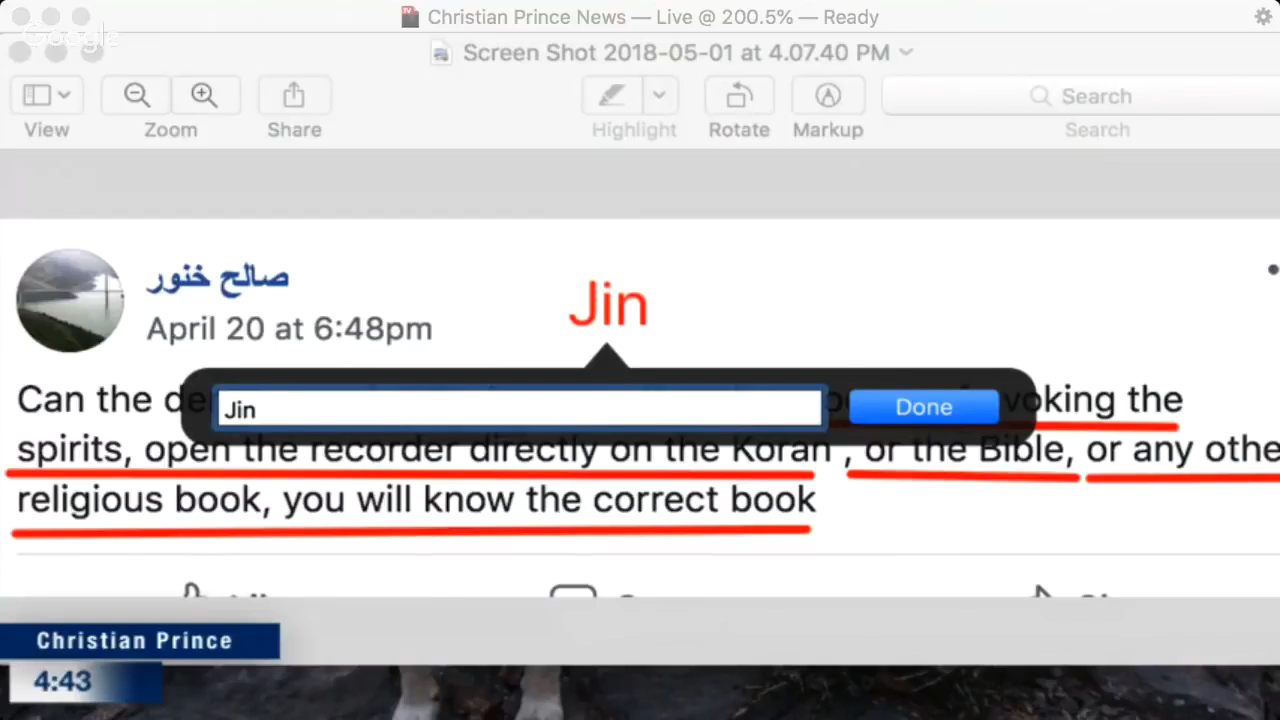 Christian Prince News — Live @ 200.5% — Ready
Google
Screen Shot 2018-05-01 at 4.07.40 PM
View
Zoom
Share
Highlight
Rotate
Markup
Search
Search
صالح خنور
April 20 at 6:48pm
Jin
Jin
Done
Can the
voking the
spirits, open the recorder directly on the Koran , or the Bible, or any othe
religious book, you will know the correct book
Christian Prince
4:43